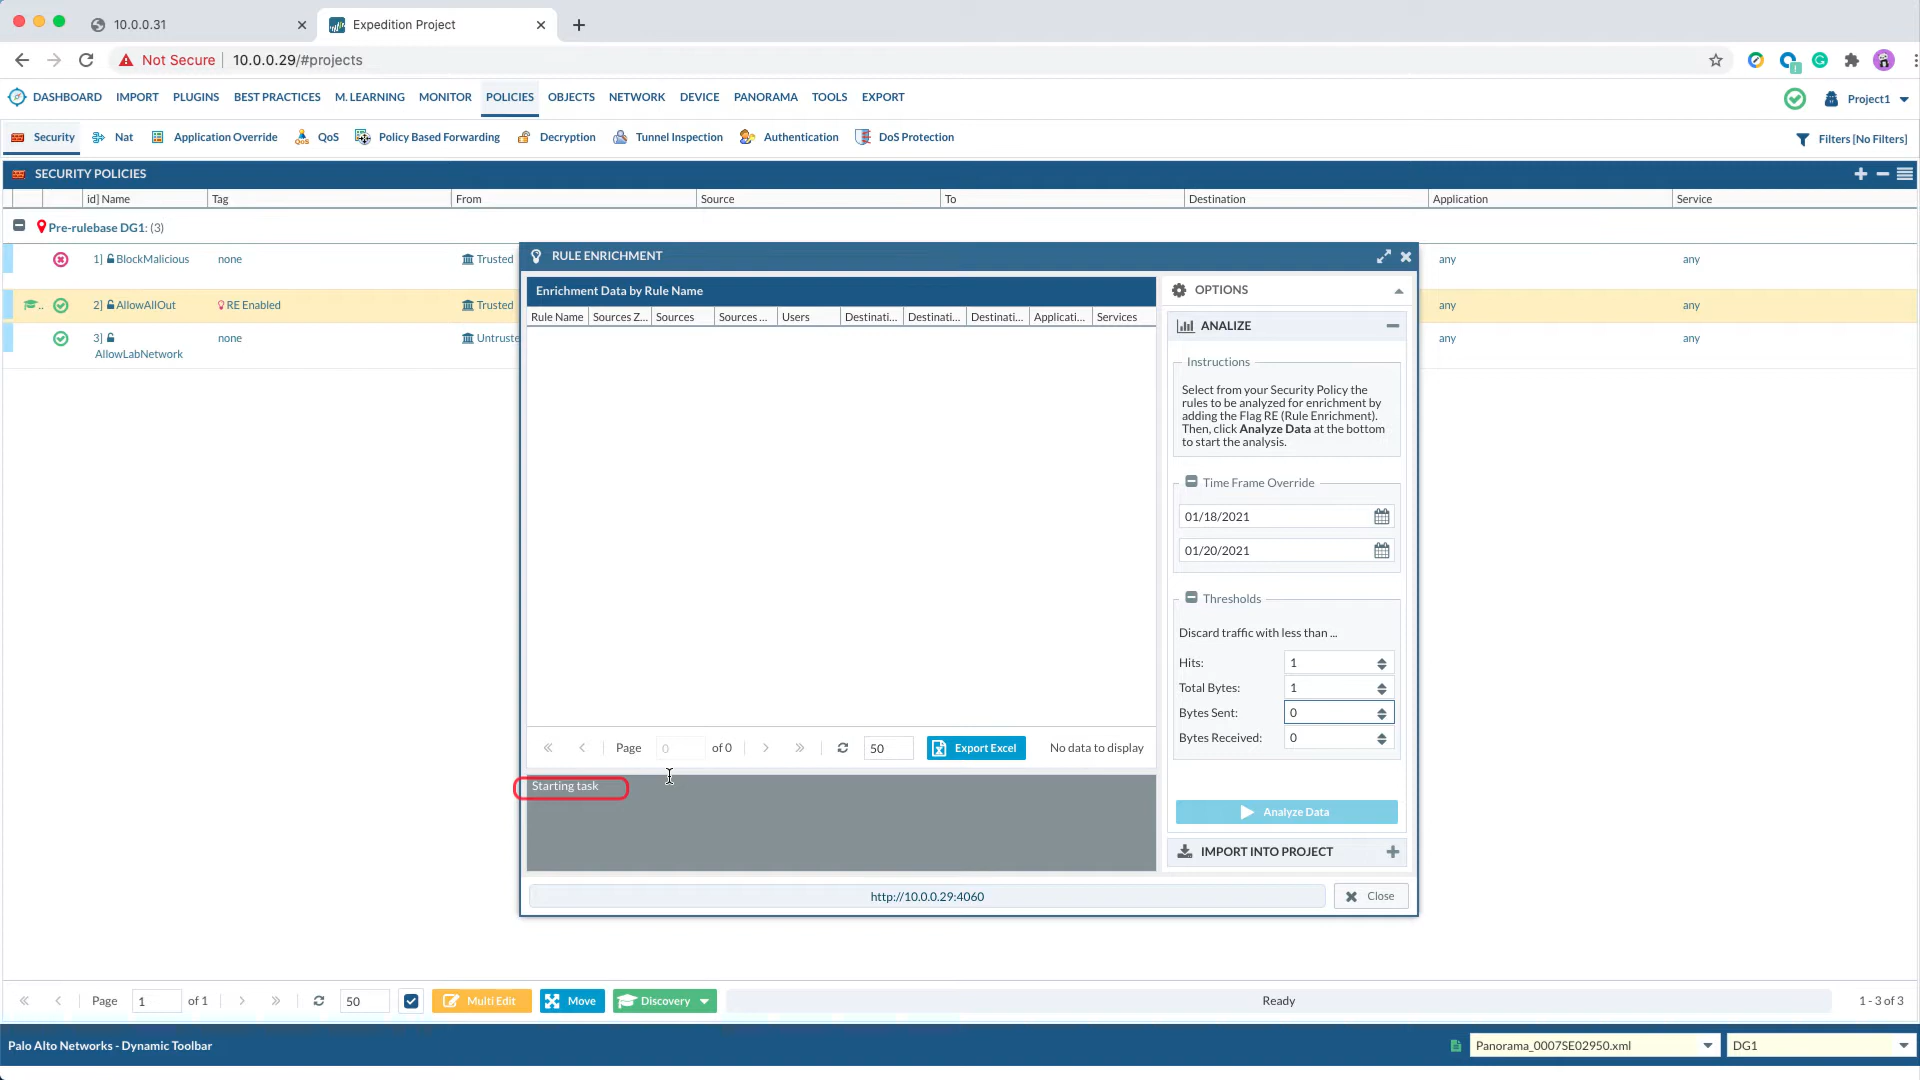 10.0.0.31
Expedition Project
Not Secure
10.0.0.29/#projects
DASHBOARD
IMPORT
PLUGINS
BEST PRACTICES
M. LEARNING
MONITOR
POLICIES
OBJECTS
NETWORK
DEVICE
PANORAMA
TOOLS
EXPORT
Project1
Security
Nat
Application Override
QoS
Policy Based Forwarding
Decryption
Tunnel Inspection
Authentication
DoS Protection
Filters [No Filters]
SECURITY POLICIES
id] Name
Tag
From
Source
To
Destination
Application
Service
Pre-rulebase DG1: (3)
1] BlockMalicious
none
Trusted
any
any
2] AllowAllOut
RE Enabled
Trusted
any
any
3]
AllowLabNetwork
none
Untruste
any
any
RULE ENRICHMENT
Enrichment Data by Rule Name
Rule Name
Sources Z...
Sources
Sources ...
Users
Destinati...
Destinati...
Destinati...
Applicati...
Services
Page
0
of 0
50
Export Excel
No data to display
Starting task
OPTIONS
ANALIZE
Instructions
Select from your Security Policy the
rules to be analyzed for enrichment by
adding the Flag RE (Rule Enrichment).
Then, click Analyze Data at the bottom
to start the analysis.
Time Frame Override
01/18/2021
01/20/2021
Thresholds
Discard traffic with less than ...
Hits:
1
Total Bytes:
1
Bytes Sent:
0
Bytes Received:
0
Analyze Data
IMPORT INTO PROJECT
http://10.0.0.29:4060
Close
Page
1
of 1
50
Multi Edit
Move
Discovery
Ready
1 - 3 of 3
Palo Alto Networks - Dynamic Toolbar
Panorama_0007SE02950.xml
DG1